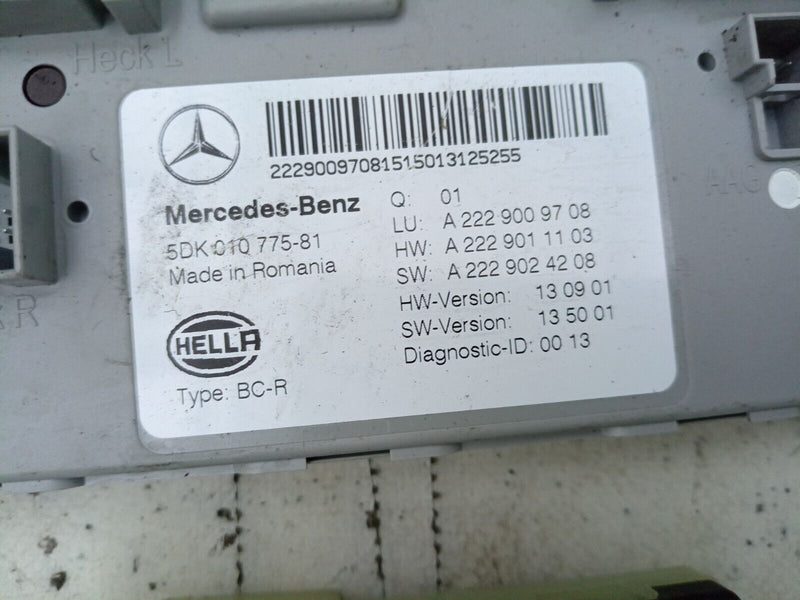 Heck L
22290097081515013125255
Mercedes-Benz
5DK 010 775-81
Made in Romania
HELLA
Type: BC-R
Q: 01
LU: A 222 900 97 08
HW: A 222 901 11 03
SW: A 222 902 42 08
HW-Version: 13 09 01
SW-Version: 13 50 01
Diagnostic-ID: 00 13
AAG
R